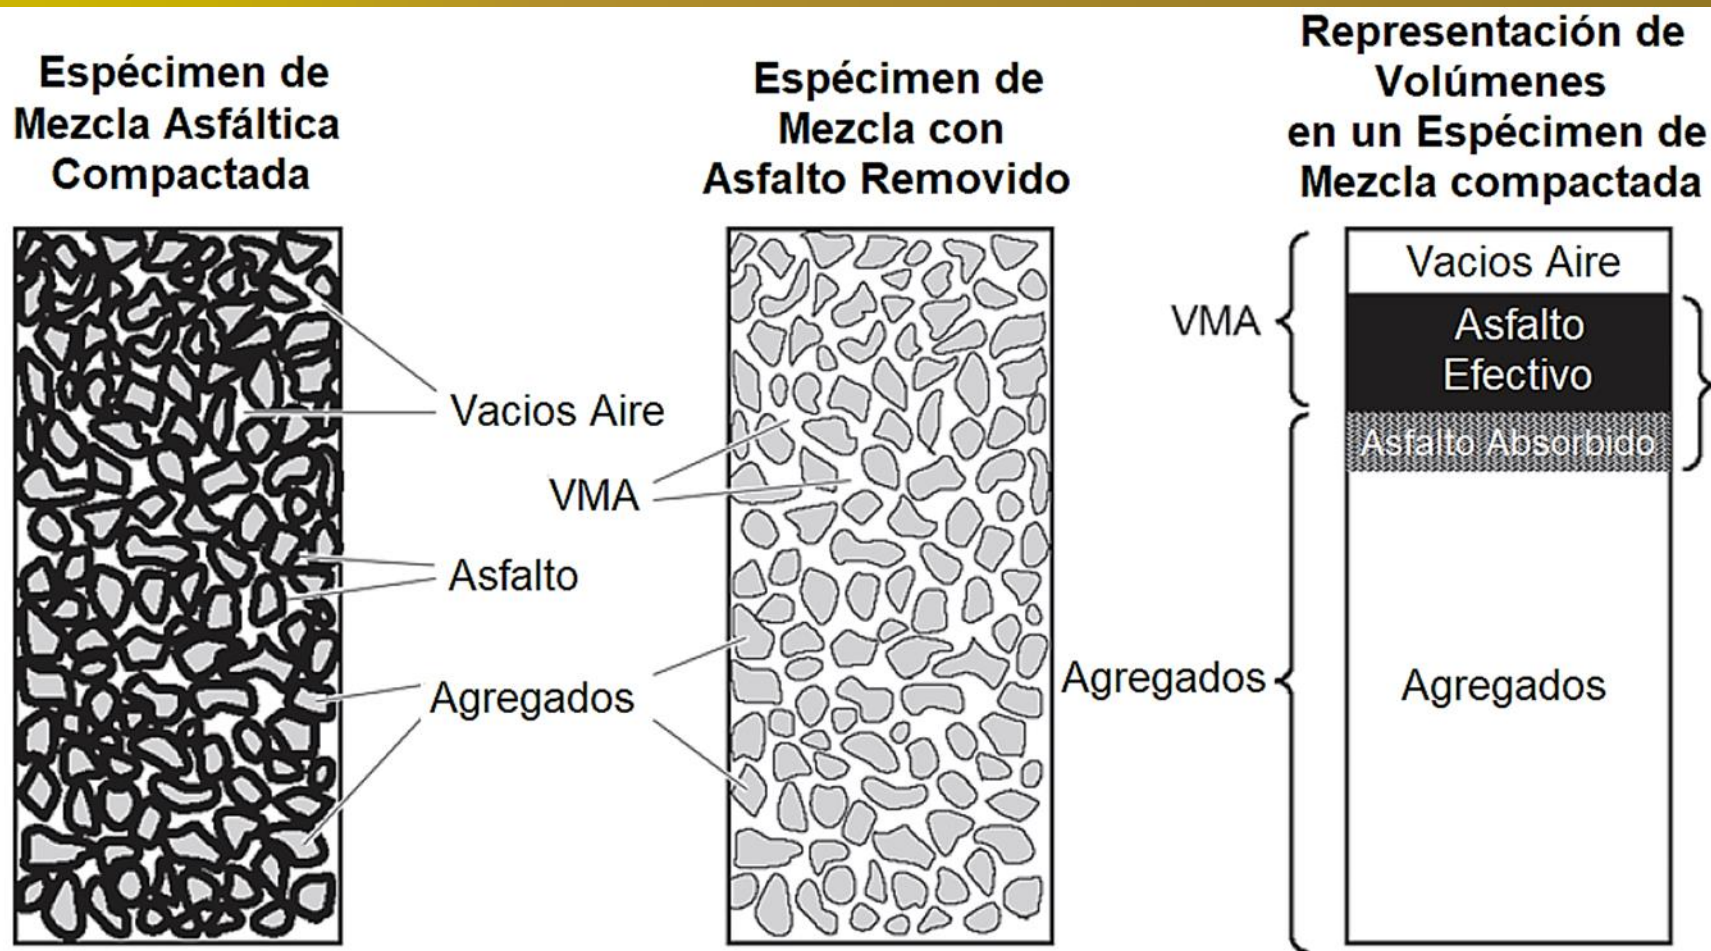 Espécimen de
Mezcla Asfáltica
Compactada
Espécimen de
Mezcla con
Asfalto Removido
Representación de
Volúmenes
en un Espécimen de
Mezcla compactada
Vacios Aire
VMA
Asfalto
Agregados
VMA
Agregados
Vacios Aire
Asfalto
Efectivo
Asfalto Absorbido
Agregados